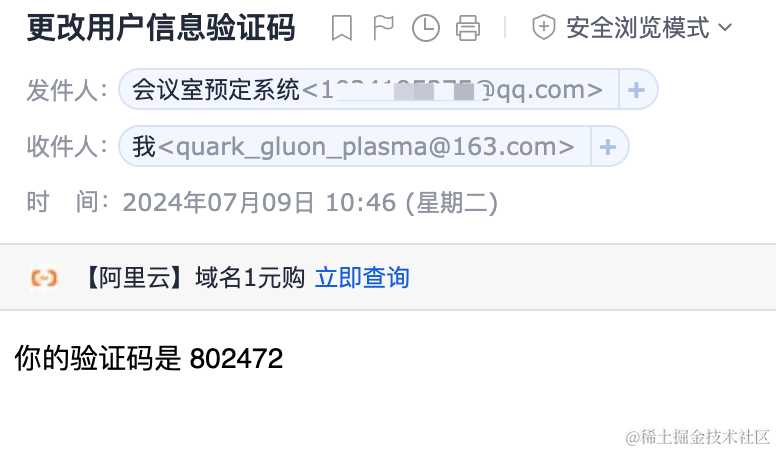 更改用户信息验证码 安全浏览模式
发件人： 会议室预定系统 @qq.com> +
收件人： 我<quark_gluon_plasma@163.com> +
时 间： 2024年07月09日 10:46 (星期二)
【阿里云】域名1元购 立即查询
你的验证码是 802472
@稀土掘金技术社区